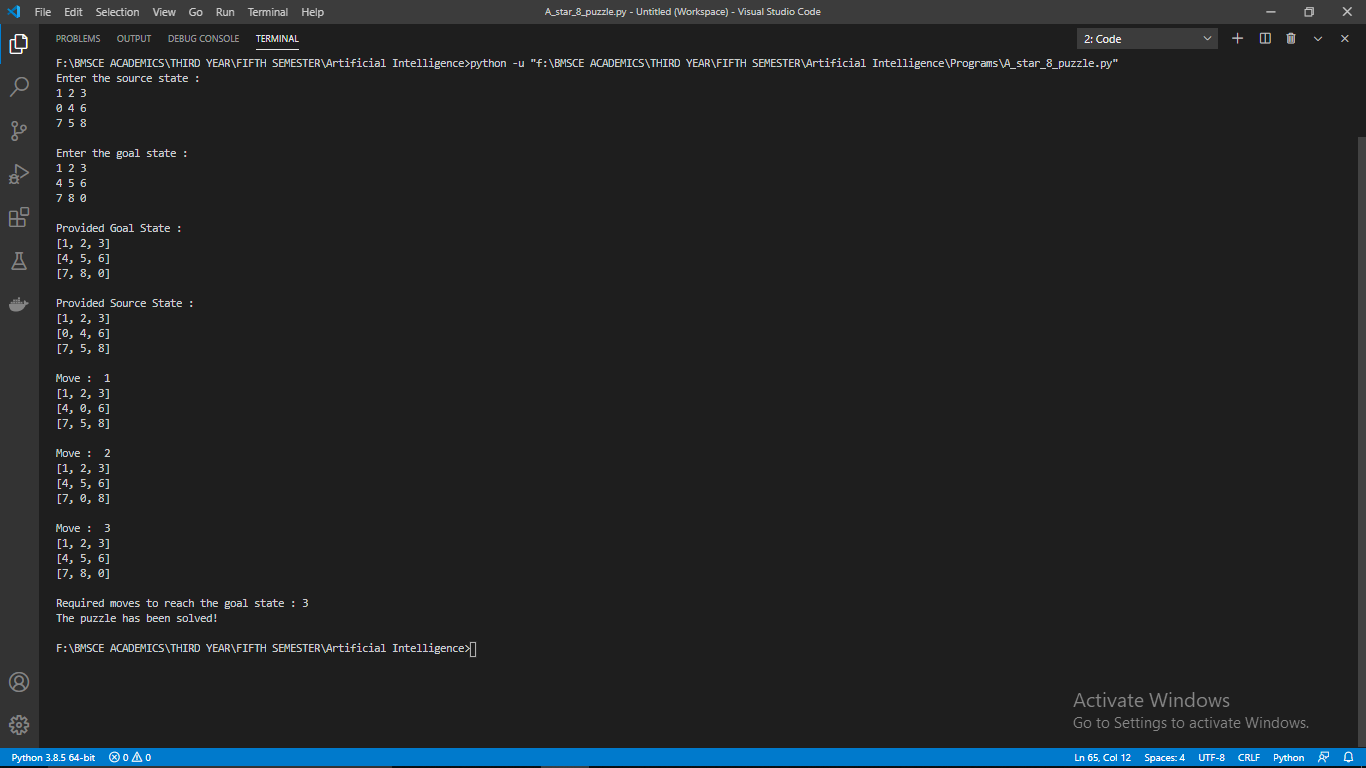 File Edit Selection View Go Run Terminal Help
A_star_8_puzzle.py - Untitled (Workspace) - Visual Studio Code
PROBLEMS OUTPUT DEBUG CONSOLE TERMINAL
2: Code
F:\BMSCE ACADEMICS\THIRD YEAR\FIFTH SEMESTER\Artificial Intelligence>python -u "f:\BMSCE ACADEMICS\THIRD YEAR\FIFTH SEMESTER\Artificial Intelligence\Programs\A_star_8_puzzle.py"
Enter the source state :
1 2 3
0 4 6
7 5 8
Enter the goal state :
1 2 3
4 5 6
7 8 0
Provided Goal State :
[1, 2, 3]
[4, 5, 6]
[7, 8, 0]
Provided Source State :
[1, 2, 3]
[0, 4, 6]
[7, 5, 8]
Move :  1
[1, 2, 3]
[4, 0, 6]
[7, 5, 8]
Move :  2
[1, 2, 3]
[4, 5, 6]
[7, 0, 8]
Move :  3
[1, 2, 3]
[4, 5, 6]
[7, 8, 0]
Required moves to reach the goal state : 3
The puzzle has been solved!
F:\BMSCE ACADEMICS\THIRD YEAR\FIFTH SEMESTER\Artificial Intelligence>
Activate Windows
Go to Settings to activate Windows.
Python 3.8.5 64-bit 0 0 Ln 65, Col 12 Spaces: 4 UTF-8 CRLF Python